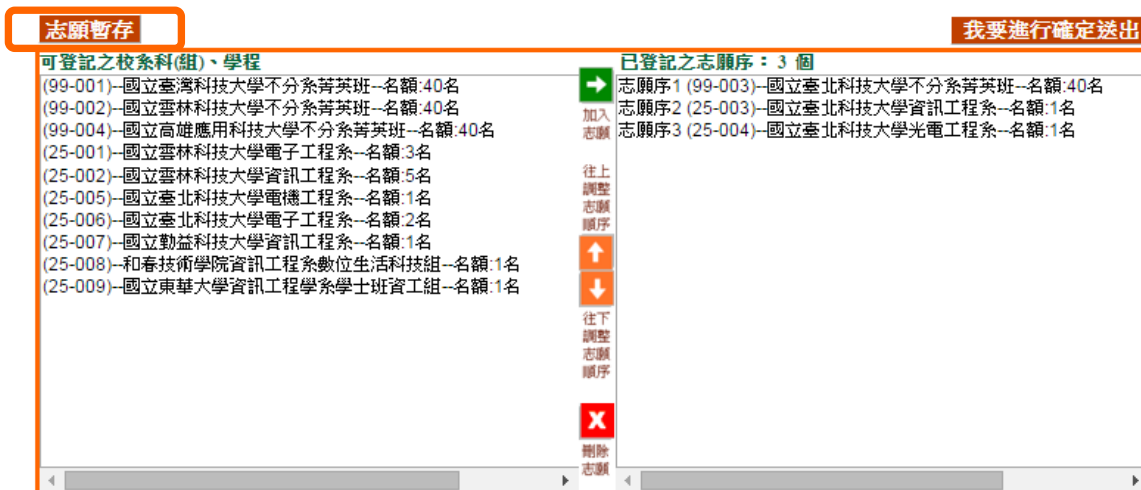 志願暫存
我要進行確定送出
可登記之校系科(組)、學程
(99-001)--國立臺灣科技大學不分系菁英班--名額:40名
(99-002)--國立雲林科技大學不分系菁英班--名額:40名
(99-004)--國立高雄應用科技大學不分系菁英班--名額:40名
(25-001)--國立雲林科技大學電子工程系--名額:3名
(25-002)--國立雲林科技大學資訊工程系--名額:5名
(25-005)--國立臺北科技大學電機工程系--名額:1名
(25-006)--國立臺北科技大學電子工程系--名額:2名
(25-007)--國立勤益科技大學資訊工程系--名額:1名
(25-008)--和春技術學院資訊工程系數位生活科技組--名額:1名
(25-009)--國立東華大學資訊工程學系學士班資工組--名額:1名
加入
志願
往上
調整
志願
順序
往下
調整
志願
順序
X
刪除
志願
已登記之志願序：3 個
志願序1 (99-003)--國立臺北科技大學不分系菁英班--名額:40名
志願序2 (25-003)--國立臺北科技大學資訊工程系--名額:1名
志願序3 (25-004)--國立臺北科技大學光電工程系--名額:1名